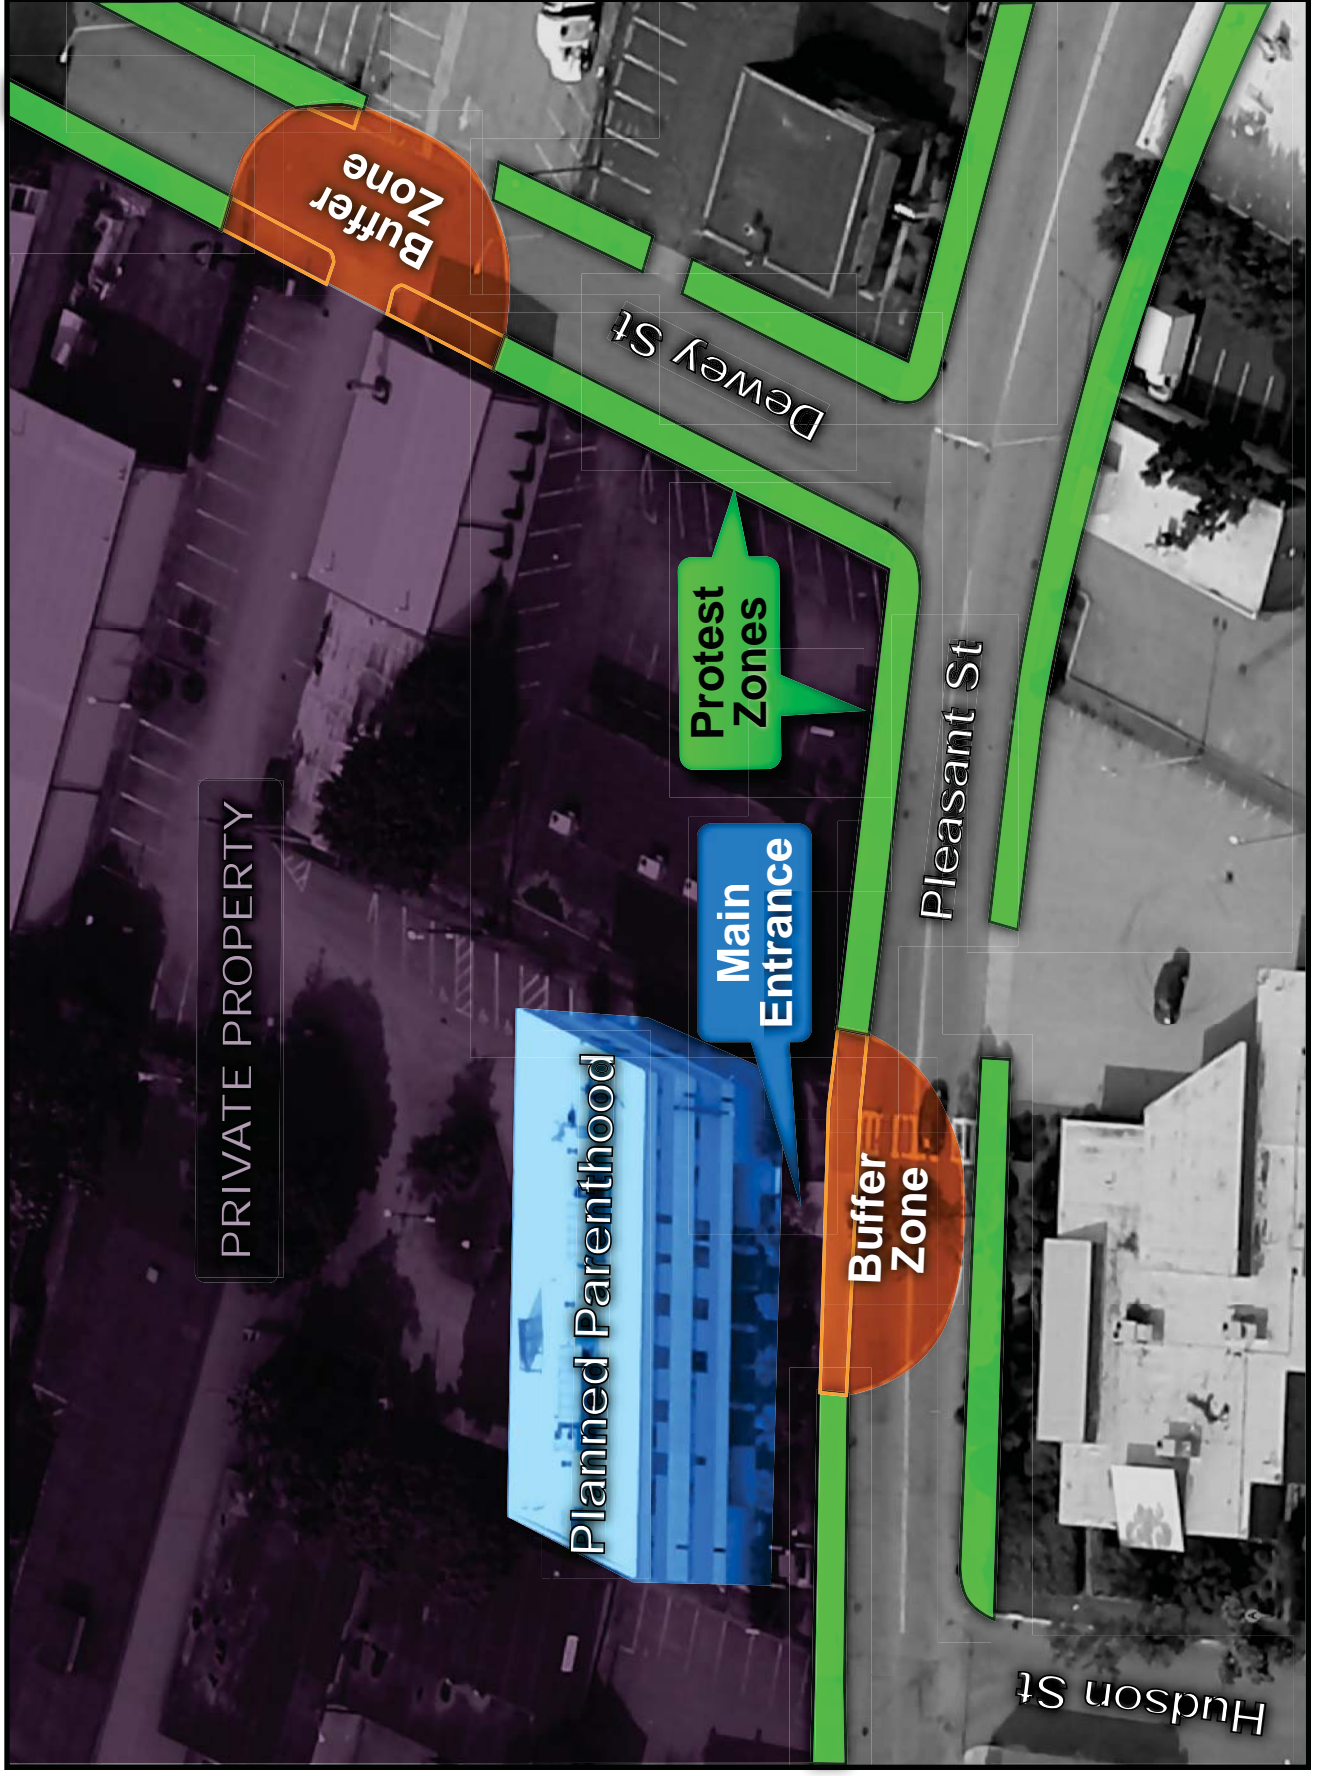 PRIVATE PROPERTY
Planned Parenthood
Main
Entrance
Protest
Zones
Buffer
Zone
Buffer
Zone
Dewey St
Pleasant St
Hudson St